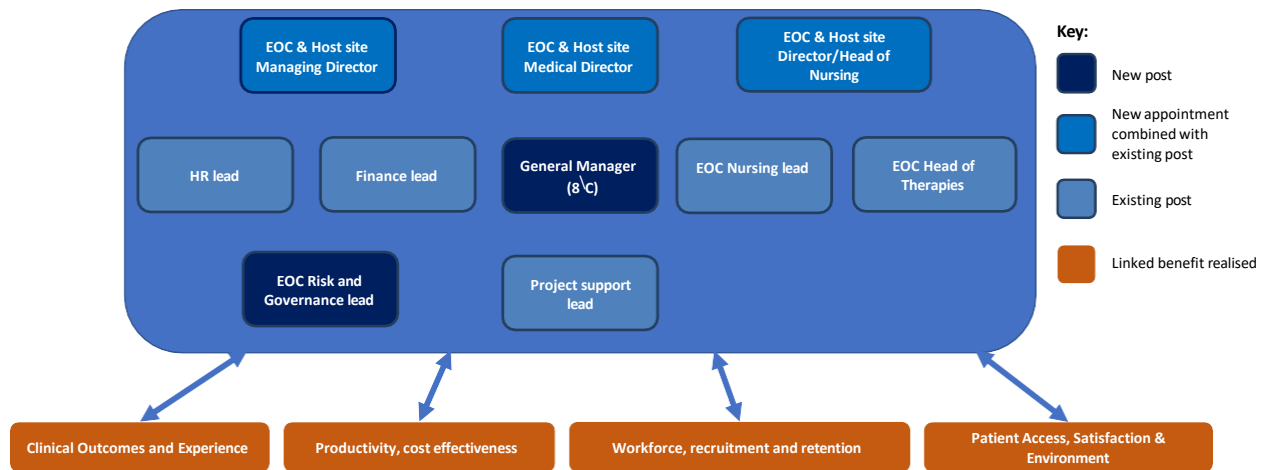 EOC & Host site
Managing Director
EOC & Host site
Medical Director
EOC & Host site
Director/Head of
Nursing
Key:
New post
New appointment
combined with
existing post
Existing post
Linked benefit realised
HR lead
Finance lead
General Manager
(8\C)
EOC Nursing lead
EOC Head of
Therapies
EOC Risk and
Governance lead
Project support
lead
Clinical Outcomes and Experience
Productivity, cost effectiveness
Workforce, recruitment and retention
Patient Access, Satisfaction &
Environment